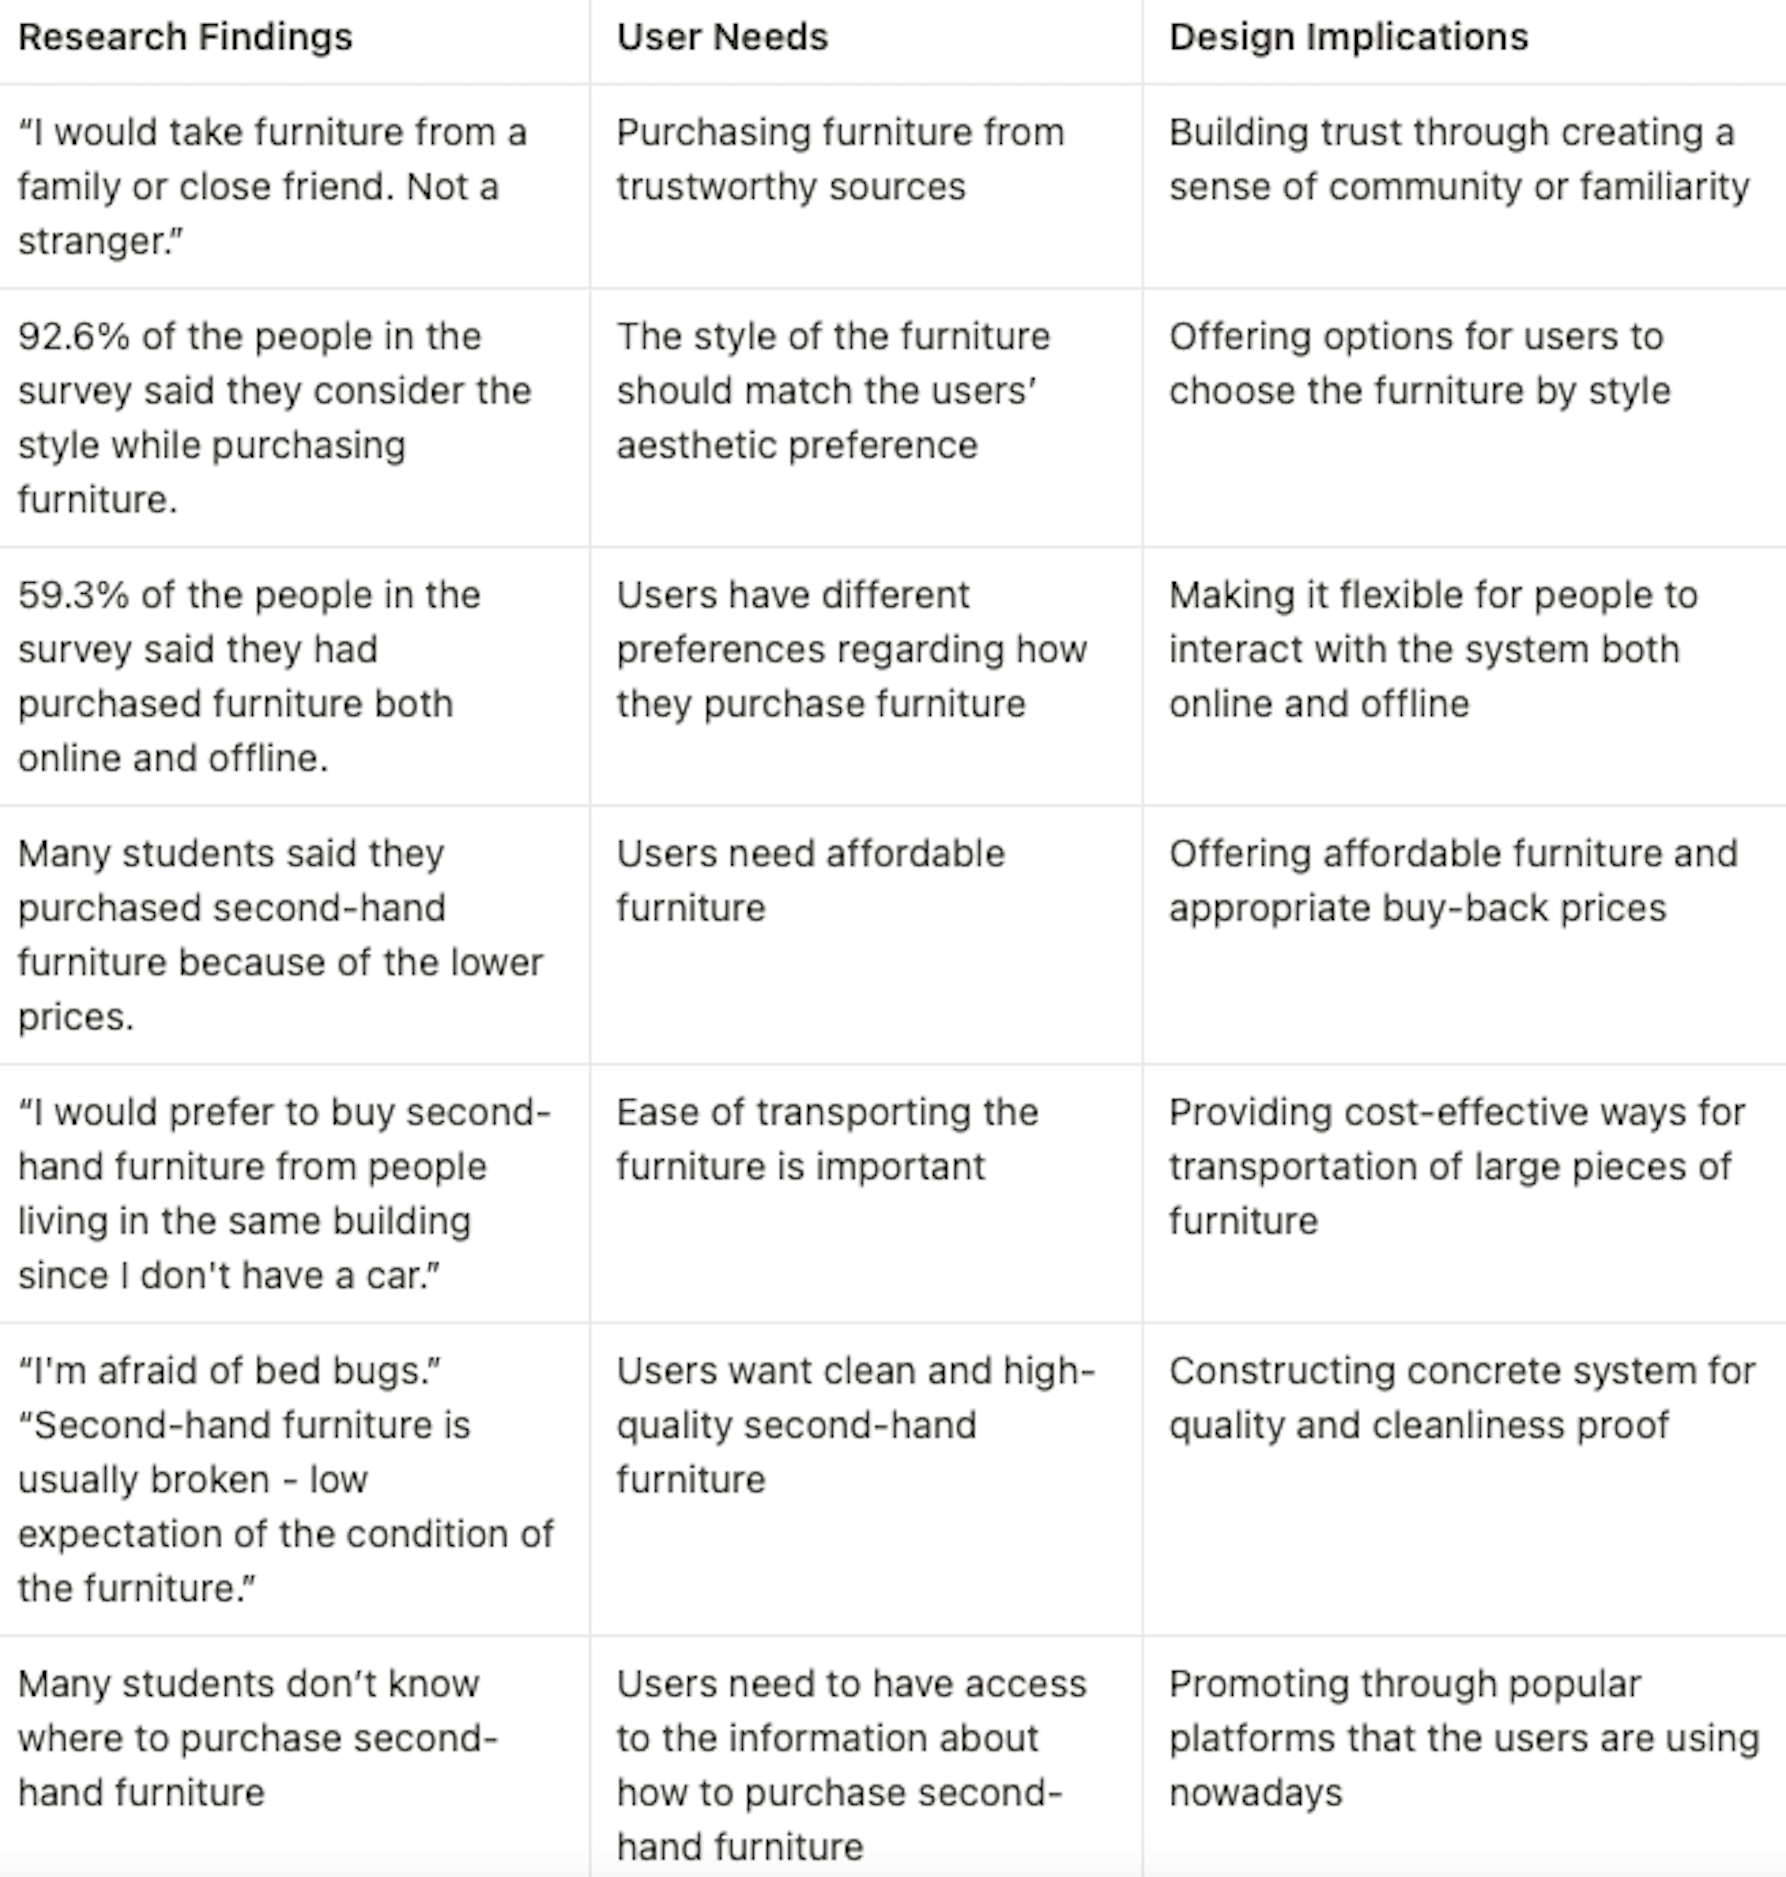 Research Findings
User Needs
Design Implications
“I would take furniture from a
family or close friend. Not a
stranger.”
Purchasing furniture from
trustworthy sources
Building trust through creating a
sense of community or familiarity
92.6% of the people in the
survey said they consider the
style while purchasing
furniture.
The style of the furniture
should match the users’
aesthetic preference
Offering options for users to
choose the furniture by style
59.3% of the people in the
survey said they had
purchased furniture both
online and offline.
Users have different
preferences regarding how
they purchase furniture
Making it flexible for people to
interact with the system both
online and offline
Many students said they
purchased second-hand
furniture because of the lower
prices.
Users need affordable
furniture
Offering affordable furniture and
appropriate buy-back prices
“I would prefer to buy second-
hand furniture from people
living in the same building
since I don't have a car.”
Ease of transporting the
furniture is important
Providing cost-effective ways for
transportation of large pieces of
furniture
“I'm afraid of bed bugs.”
“Second-hand furniture is
usually broken - low
expectation of the condition of
the furniture.”
Users want clean and high-
quality second-hand
furniture
Constructing concrete system for
quality and cleanliness proof
Many students don’t know
where to purchase second-
hand furniture
Users need to have access
to the information about
how to purchase second-
hand furniture
Promoting through popular
platforms that the users are using
nowadays